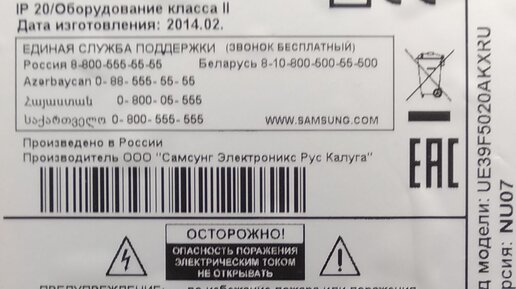 IP 20/Оборудование класса II
Дата изготовления: 2014.02.
ЕДИНАЯ СЛУЖБА ПОДДЕРЖКИ (ЗВОНОК БЕСПЛАТНЫЙ)
Россия 8-800-555-55-55 Беларусь 8-10-800-500-55-500
Azərbaycan 0- 88- 555- 55- 55
Հայաստան 0- 800- 05- 555
საქართველო 0- 800- 555- 555
WWW.SAMSUNG.COM
Произведено в России
Производитель ООО "Самсунг Электроникс Рус Калуга"
EAC
ОСТОРОЖНО!
ОПАСНОСТЬ ПОРАЖЕНИЯ
ЭЛЕКТРИЧЕСКИМ ТОКОМ
НЕ ОТКРЫВАТЬ
д модели: UE39F5020AKXRU
рсия: NU07